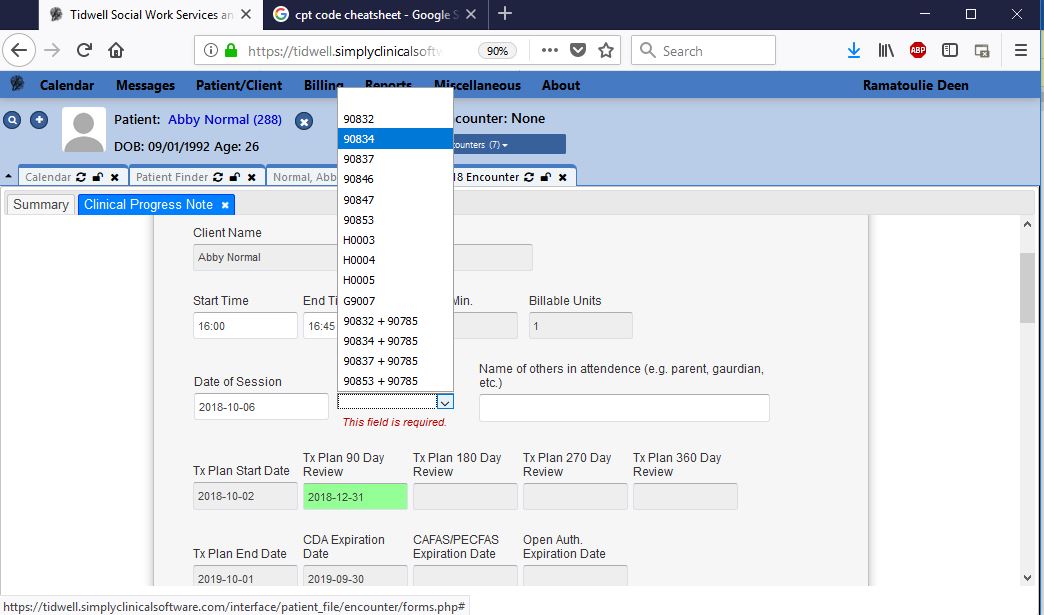 Tidwell Social Work Services an
cpt code cheatsheet - Google S
https://tidwell.simplyclinicalsoftw
90%
Search
ABP
Calendar Messages Patient/Client Billing Reports Miscellaneous About Ramatoulie Deen
Patient: Abby Normal (288)
counter: None
DOB: 09/01/1992 Age: 26
counters (7)
Calendar
Patient Finder
Normal, Abb
18 Encounter
Summary
Clinical Progress Note
90832
90834
90837
90846
90847
90853
H0003
H0004
H0005
G9007
90832 + 90785
90834 + 90785
90837 + 90785
90853 + 90785
Client Name
Abby Normal
Start Time
End Ti
Min.
Billable Units
16:00
16:45
1
Date of Session
Name of others in attendence (e.g. parent, gaurdian,
etc.)
2018-10-06
This field is required.
Tx Plan Start Date
Tx Plan 90 Day
Review
Tx Plan 180 Day
Review
Tx Plan 270 Day
Review
Tx Plan 360 Day
Review
2018-10-02
2018-12-31
Tx Plan End Date
CDA Expiration
Date
CAFAS/PECFAS
Expiration Date
Open Auth.
Expiration Date
2019-10-01
2019-09-30
https://tidwell.simplyclinicalsoftware.com/interface/patient_file/encounter/forms.php#